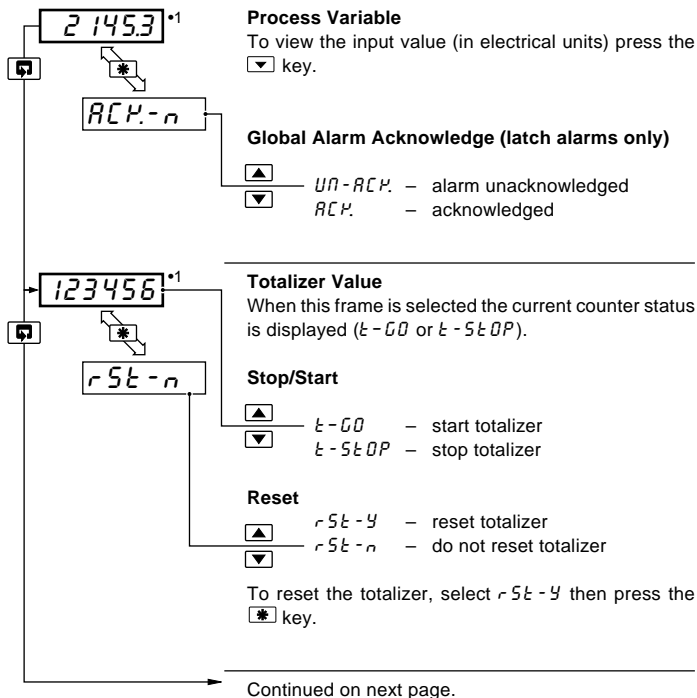 2145.3 •1
Process Variable
To view the input value (in electrical units) press the
▼ key.
ACK.-n
Global Alarm Acknowledge (latch alarms only)
UN-ACK. – alarm unacknowledged
ACK. – acknowledged
123456 •1
Totalizer Value
When this frame is selected the current counter status
is displayed (t-GO or t-StOP).
rSt-n
Stop/Start
t-GO – start totalizer
t-StOP – stop totalizer
Reset
rSt-Y – reset totalizer
rSt-n – do not reset totalizer
To reset the totalizer, select rSt-Y then press the
* key.
Continued on next page.